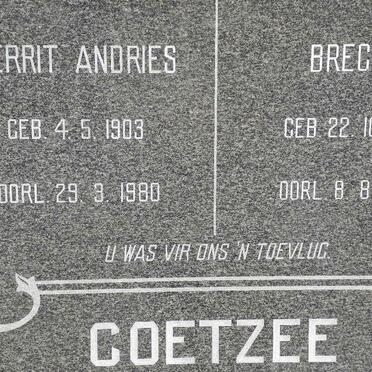 ERRIT ANDRIES
GEB. 4. 5. 1903
OORL. 29. 3. 1980
BREC
GEB. 22. 1
OORL. 8. 8
U WAS VIR ONS 'N TOEVLUG.
COETZEE